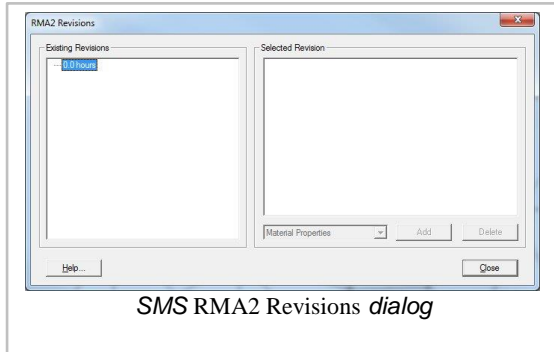 RMA2 Revisions
Existing Revisions
0.0 hours
Selected Revision
Material Properties
Add
Delete
Help...
Close
SMS RMA2 Revisions dialog